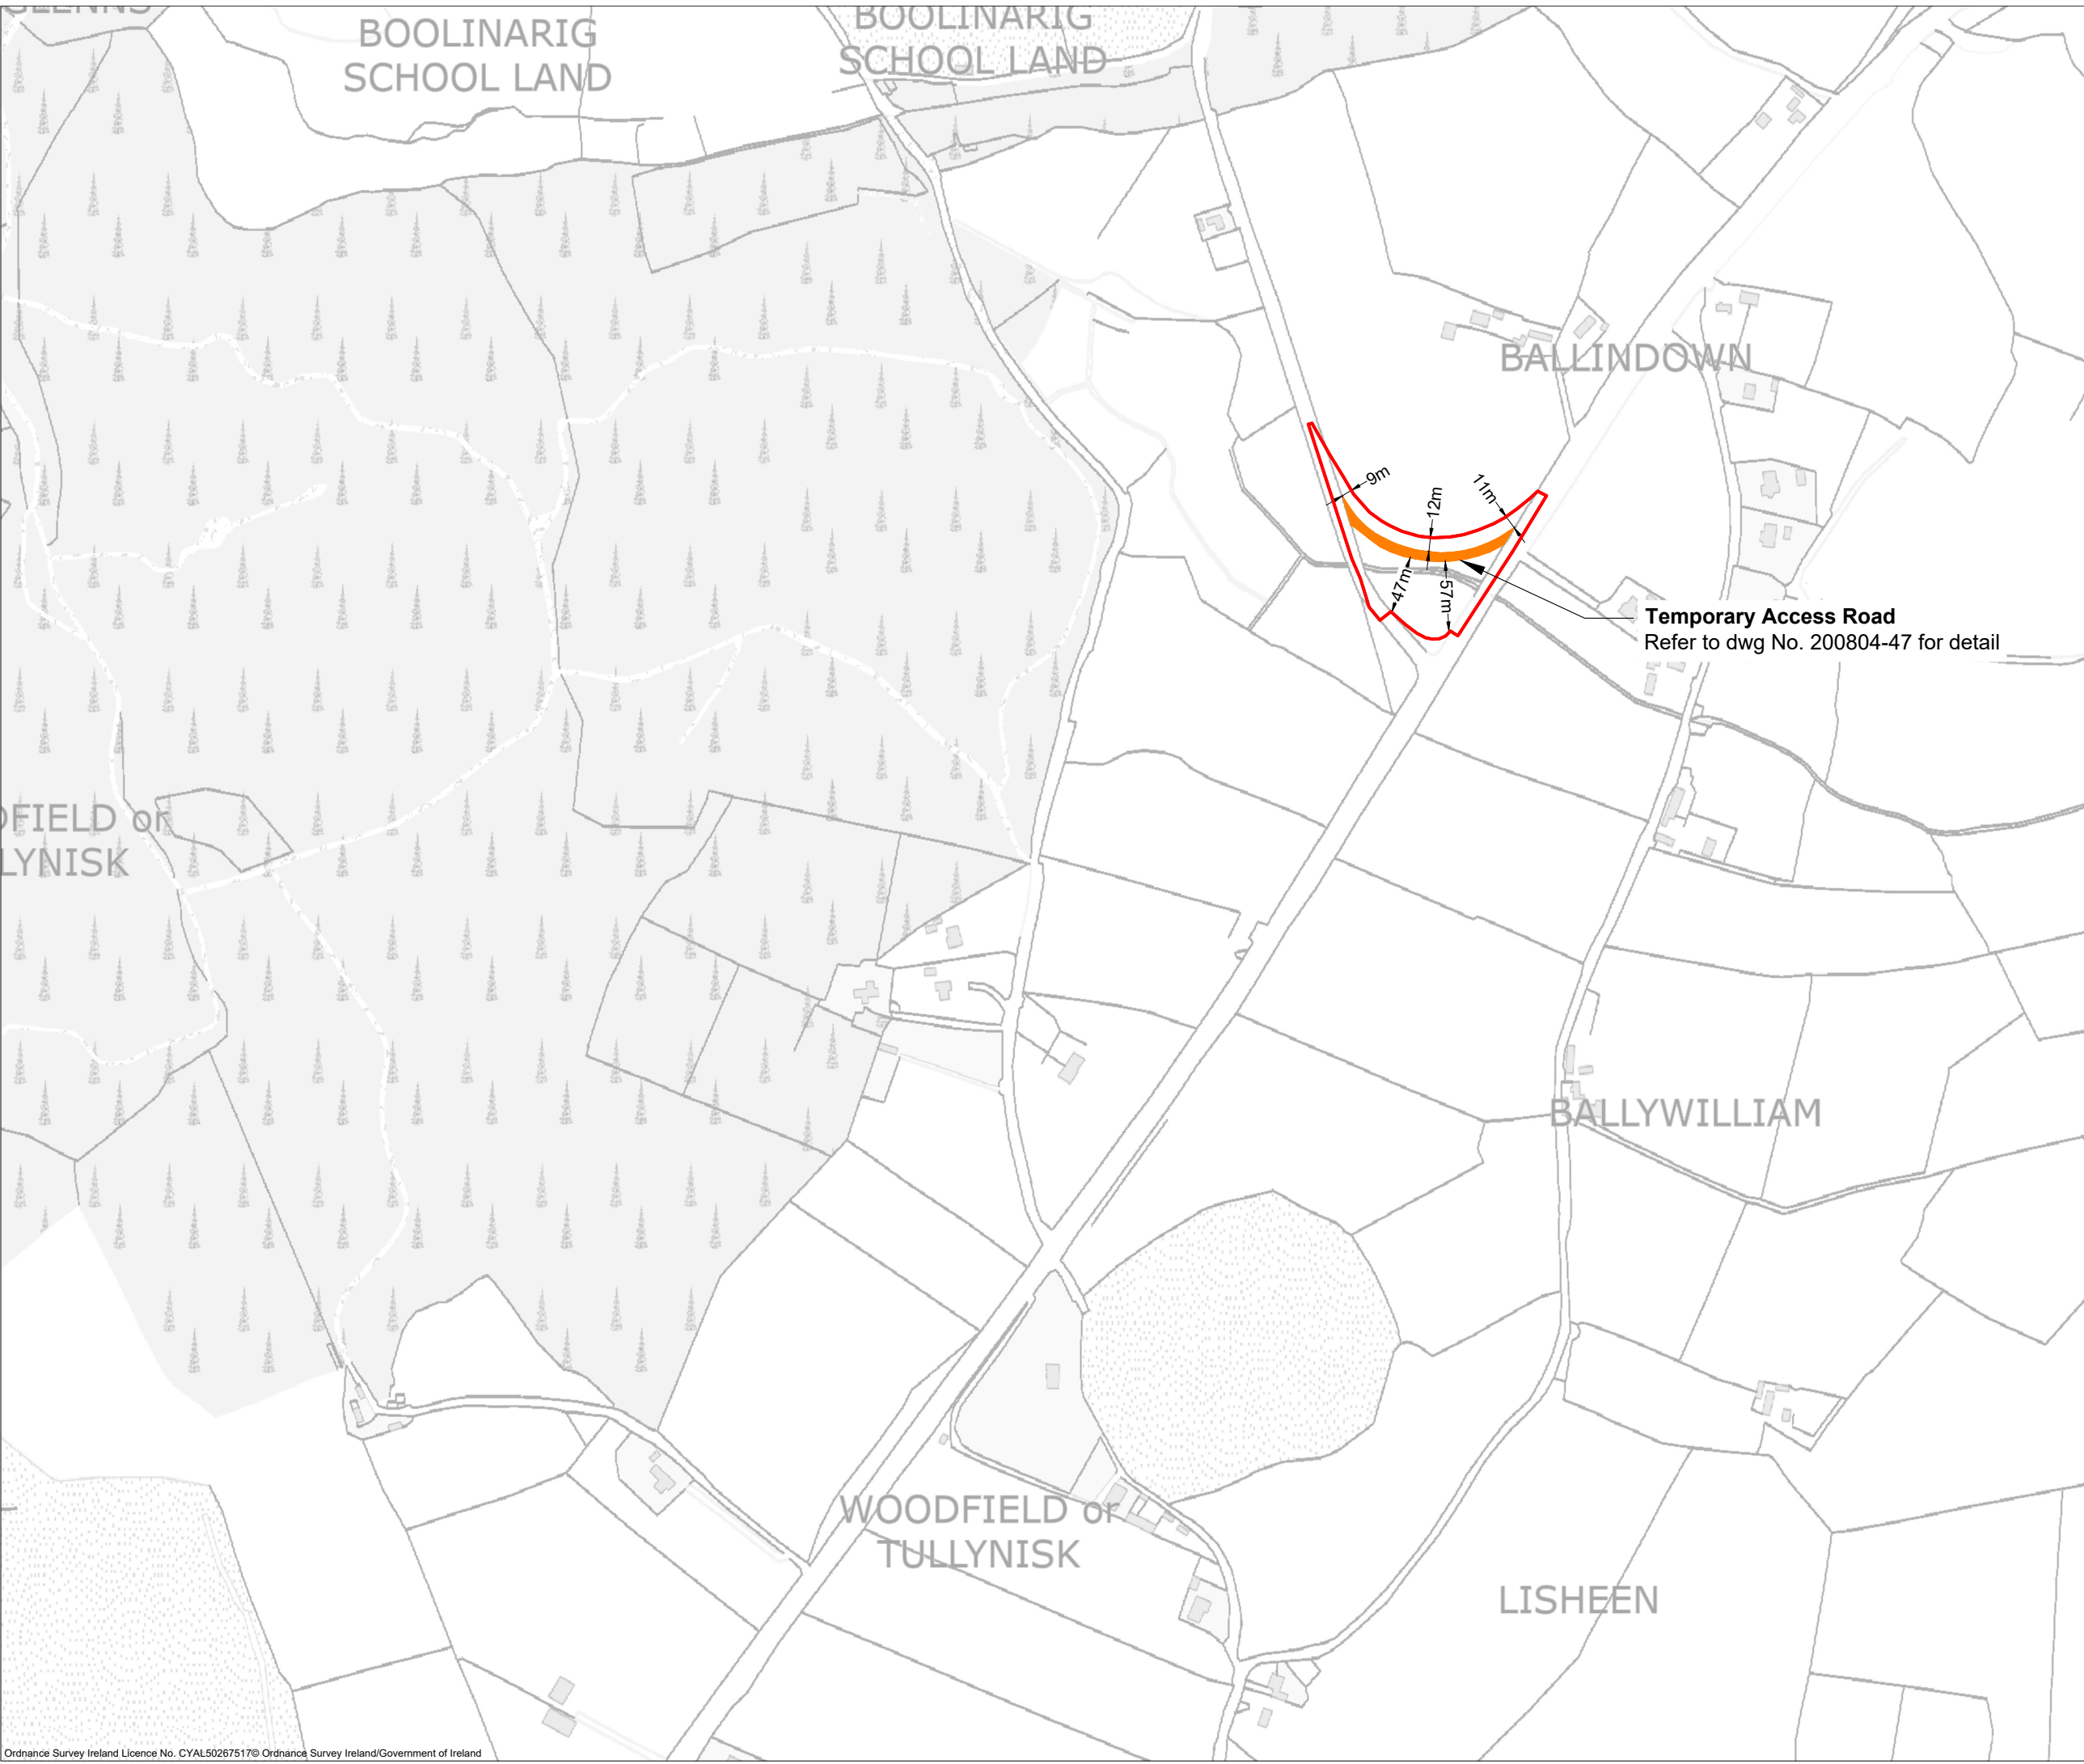 GLENNS
BOOLINARIG
SCHOOL LAND
BOOLINARIG
SCHOOL LAND
BALLINDOWN
9m
12m
11m
47m
57m
Temporary Access Road
Refer to dwg No. 200804-47 for detail
DFIELD or
LYNISK
BALLYWILLIAM
WOODFIELD or
TULLYNISK
LISHEEN
Ordnance Survey Ireland Licence No. CYAL50267517© Ordnance Survey Ireland/Government of Ireland